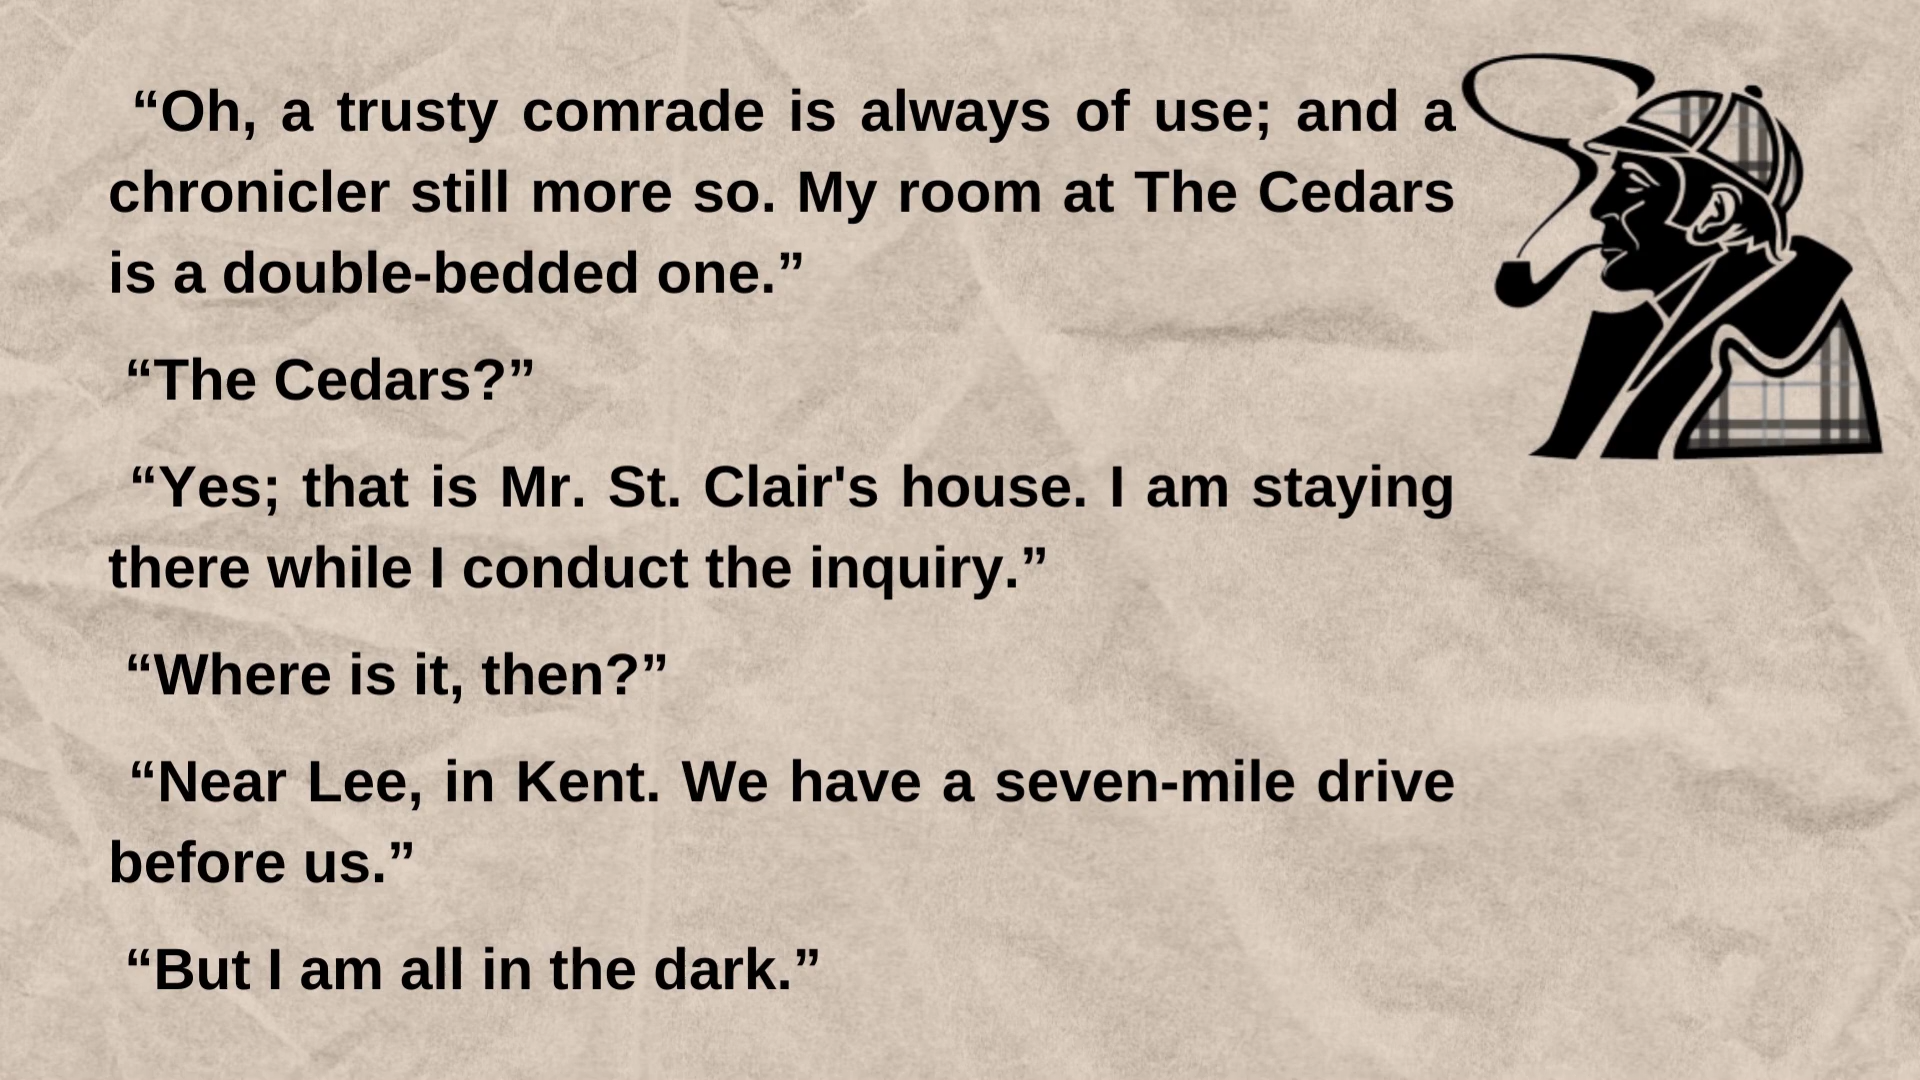 “Oh, a trusty comrade is always of use; and a
chronicler still more so. My room at The Cedars
is a double-bedded one.”
“The Cedars?”
“Yes; that is Mr. St. Clair's house. I am staying
there while I conduct the inquiry.”
“Where is it, then?”
“Near Lee, in Kent. We have a seven-mile drive
before us.”
“But I am all in the dark.”